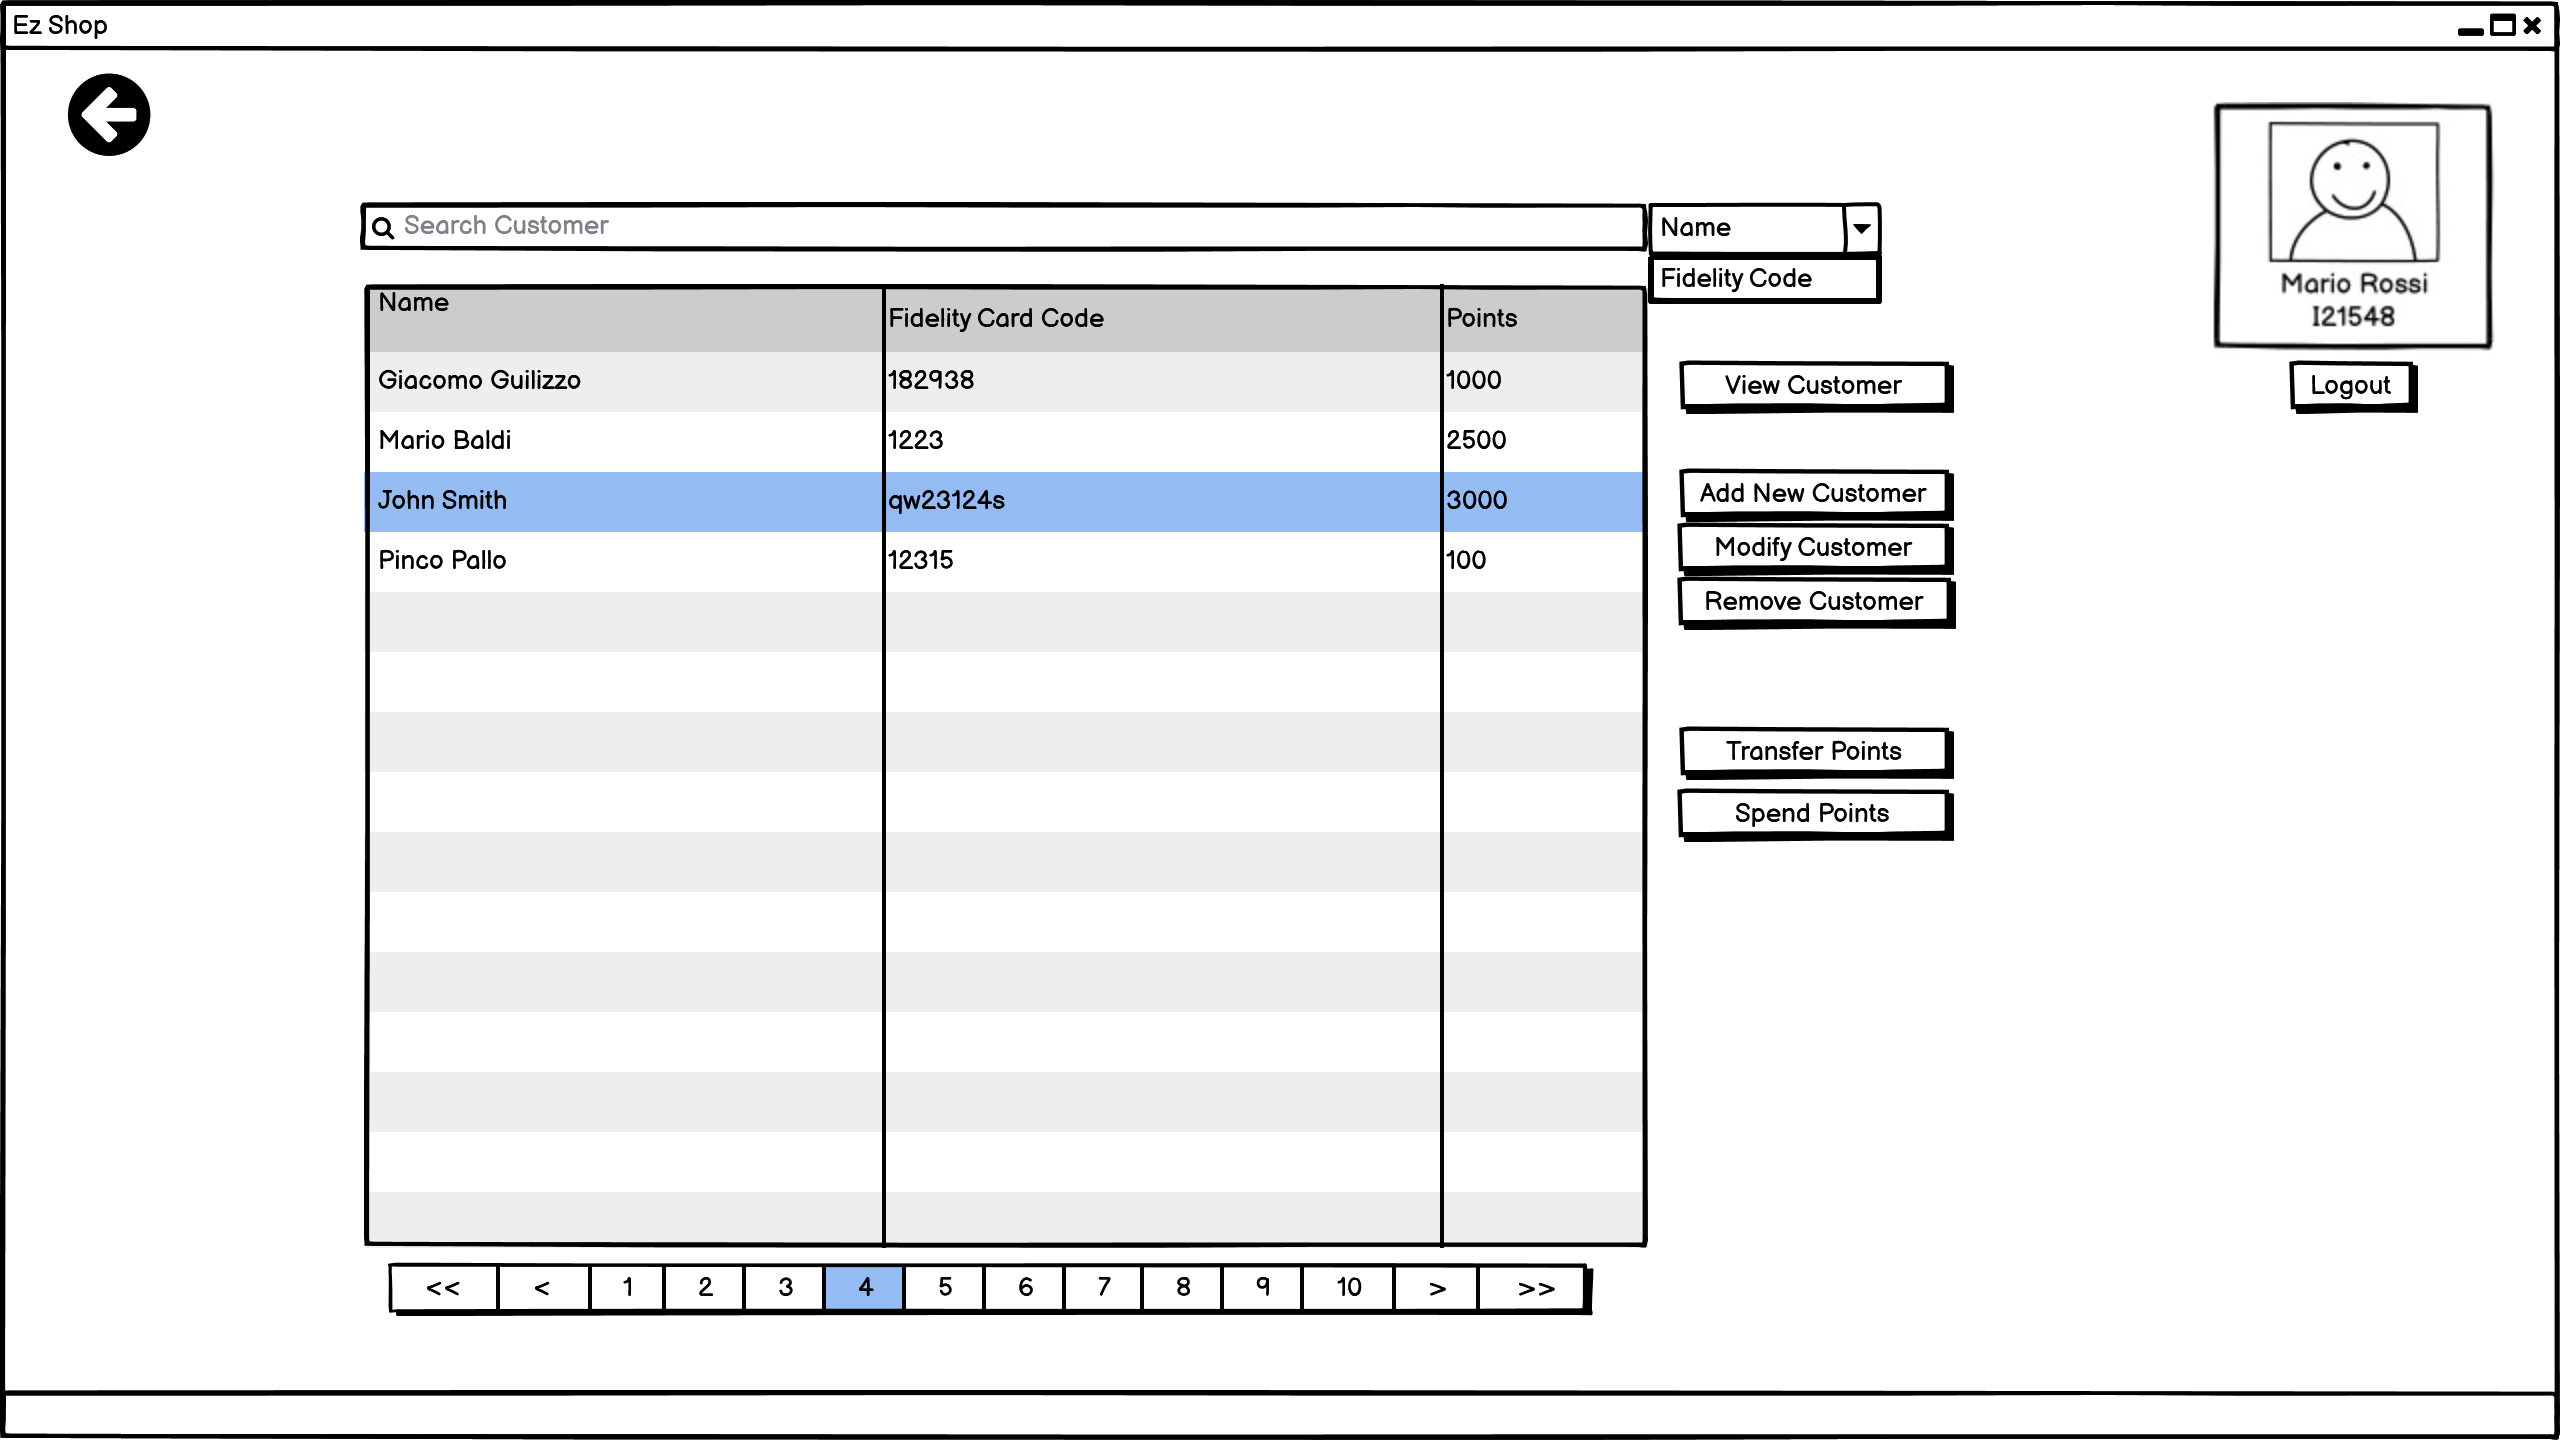 Ez Shop
Search Customer
Name
Fidelity Code
Mario Rossi
I21548
Logout
Name Fidelity Card Code Points
Giacomo Guilizzo 182938 1000
Mario Baldi 1223 2500
John Smith qw23124s 3000
Pinco Pallo 12315 100
View Customer
Add New Customer
Modify Customer
Remove Customer
Transfer Points
Spend Points
<< < 1 2 3 4 5 6 7 8 9 10 > >>